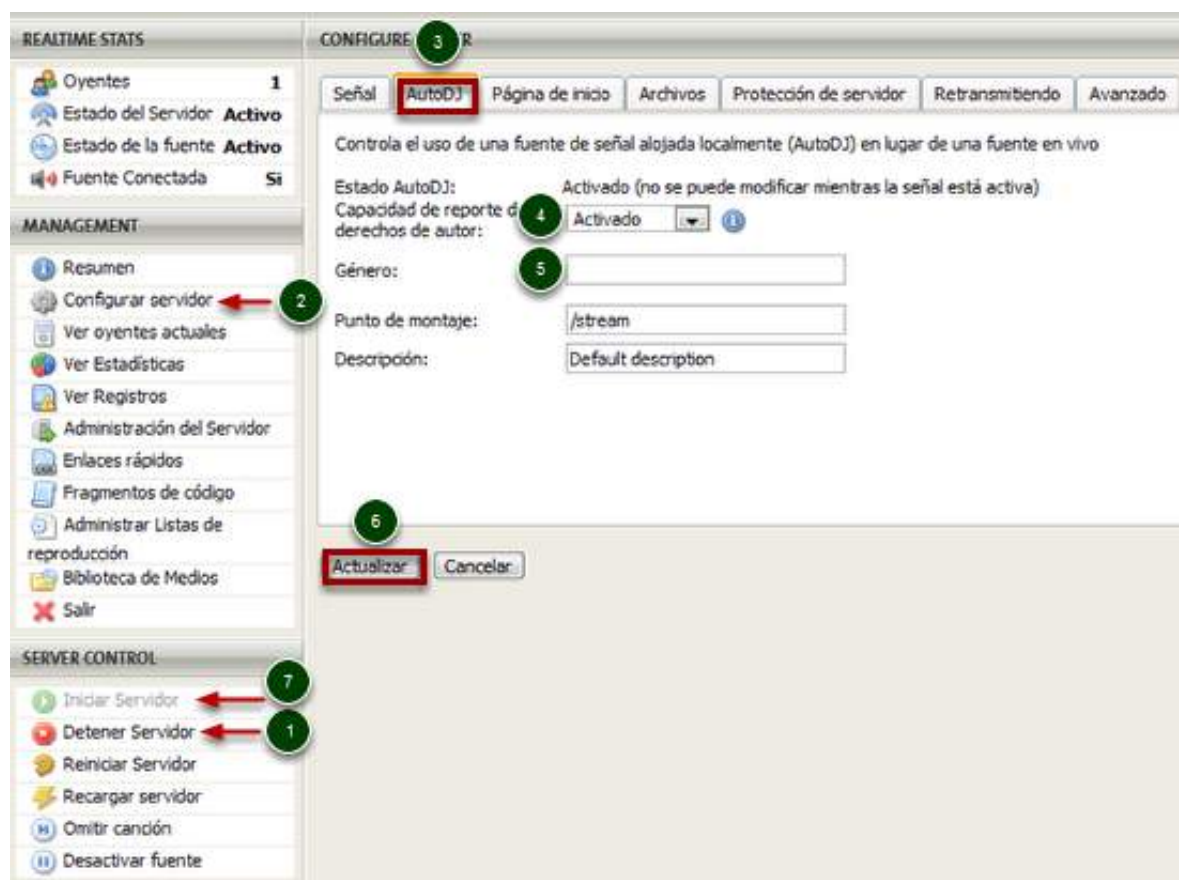 REALTIME STATS
Oyentes 1
Estado del Servidor Activo
Estado de la fuente Activo
Fuente Conectada Si
MANAGEMENT
Resumen
Configurar servidor 2
Ver oyentes actuales
Ver Estadísticas
Ver Registros
Administración del Servidor
Enlaces rápidos
Fragmentos de código
Administrar Listas de
reproducción
Biblioteca de Medios
Salir
SERVER CONTROL
Iniciar Servidor 7
Detener Servidor 1
Reiniciar Servidor
Recargar servidor
Omitir canción
Desactivar fuente
CONFIGURE 3 R
Señal AutoDJ Página de inicio Archivos Protección de servidor Retransmitiendo Avanzado
Controla el uso de una fuente de señal alojada localmente (AutoDJ) en lugar de una fuente en vivo
Estado AutoDJ: Activado (no se puede modificar mientras la señal está activa)
Capacidad de reporte d 4 Activado
derechos de autor:
Género: 5
Punto de montaje: /stream
Descripción: Default description
6
Actualizar Cancelar